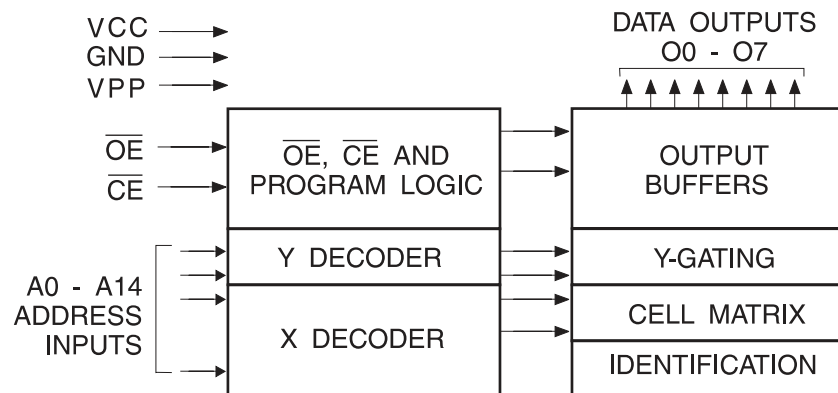 VCC
GND
VPP
OE
CE
A0 - A14
ADDRESS
INPUTS
OE, CE AND
PROGRAM LOGIC
Y DECODER
X DECODER
DATA OUTPUTS
O0 - O7
OUTPUT
BUFFERS
Y-GATING
CELL MATRIX
IDENTIFICATION